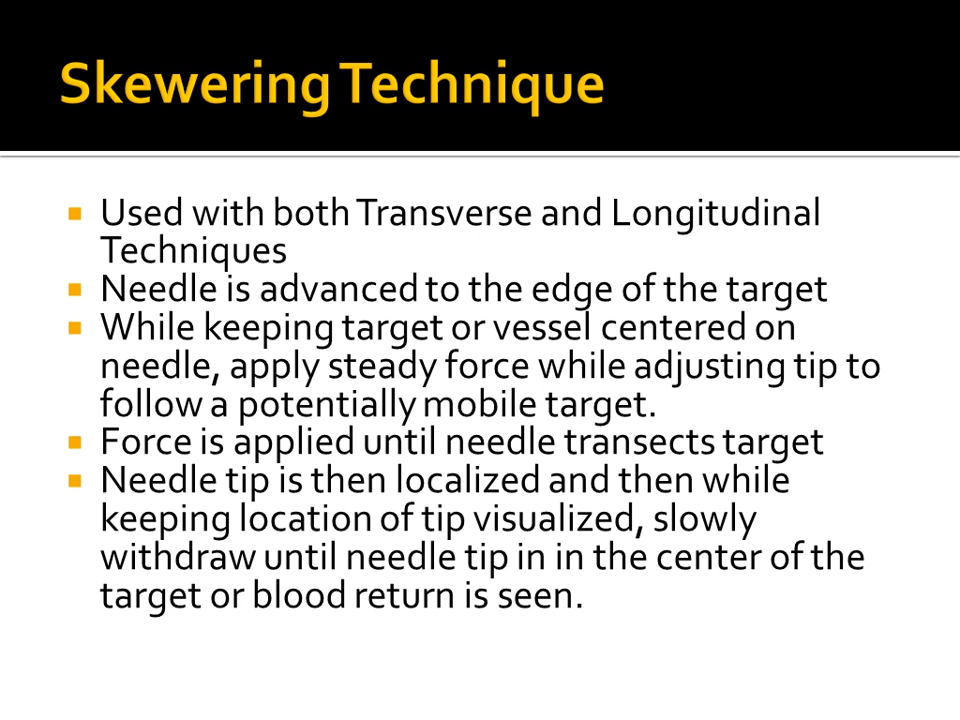 Skewering Technique
Used with both Transverse and Longitudinal
Techniques
Needle is advanced to the edge of the target
While keeping target or vessel centered on
needle, apply steady force while adjusting tip to
follow a potentially mobile target.
Force is applied until needle transects target
Needle tip is then localized and then while
keeping location of tip visualized, slowly
withdraw until needle tip in in the center of the
target or blood return is seen.